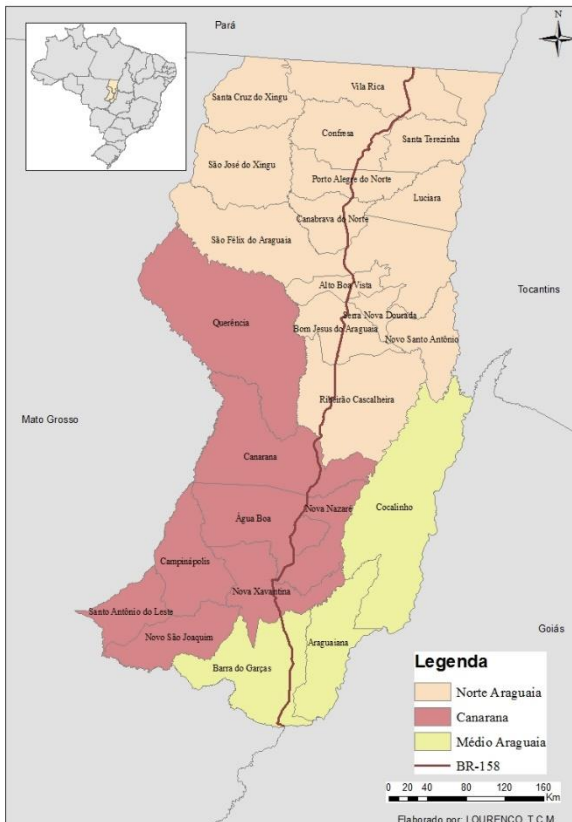 Pará
N
Santa Cruz do Xingu
Vila Rica
Confresa
Santa Terezinha
São José do Xingu
Porto Alegre do Norte
Luciara
Canabrava do Norte
São Félix do Araguaia
Alto Boa Vista
Tocantins
Querência
Serra Nova Dourada
Bom Jesus do Araguaia
Novo Santo Antônio
Ribeirão Cascalheira
Mato Grosso
Canarana
Cocalinho
Nova Nazaré
Água Boa
Campinápolis
Nova Xavantina
Santo Antônio do Leste
Novo São Joaquim
Araguaiana
Goiás
Barra do Garças
Legenda
Norte Araguaia
Canarana
Médio Araguaia
BR-158
0 20 40 80 120 160
Km
Elaborado por: LOURENÇO, T.C.M.